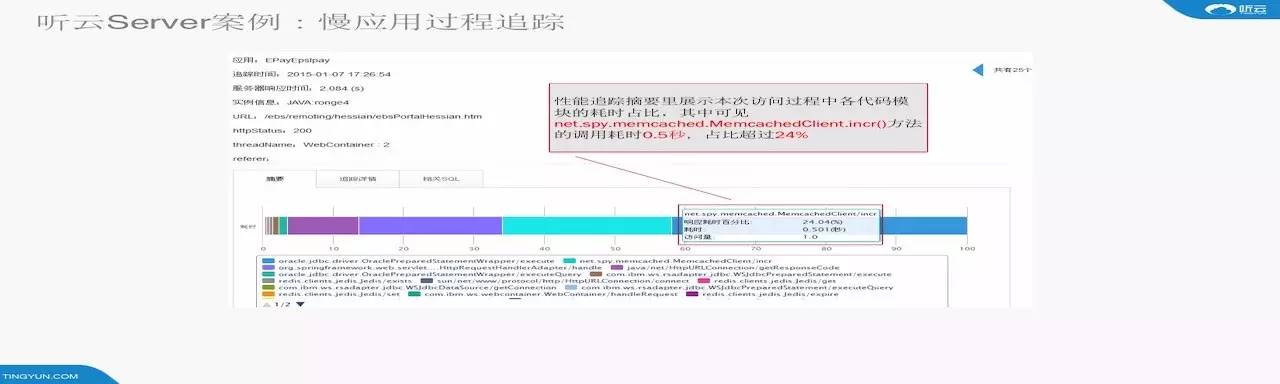 听云Server案例：慢应用过程追踪
听云
应用：EPayEpsIpay
追踪时间：2015-01-07 17:26:54
服务器响应时间：2.084 (s)
实例信息：JAVA:ronge4
URL：/ebs/remoting/hessian/ebsPortalHessian.htm
httpStatus：200
threadName：WebContainer : 2
referer：
共有25个
性能追踪摘要里展示本次访问过程中各代码模
块的耗时占比，其中可见
net.spy.memcached.MemcachedClient.incr()方法
的调用耗时0.5秒，占比超过24%
摘要 追踪详情 相关SQL
net.spy.memcached.MemcachedClient/incr
响应耗时百分比： 24.04(%)
耗时： 0.501(秒)
访问量： 1.0
耗时
0 10 20 30 40 50 60 70 80 90 100
oracle.jdbc.driver.OraclePreparedStatementWrapper/execute net.spy.memcached.MemcachedClient/incr
org.springframework.web.servlet... HttpRequestHandlerAdapter/handle java/net/HttpURLConnection/getResponseCode
oracle.jdbc.driver.OraclePreparedStatementWrapper/executeQuery com.ibm.ws.rsadapter.jdbc.WSJdbcPreparedStatement/execute
redis.clients.jedis.Jedis/exists sun/net/www/protocol/http/HttpURLConnection/connect redis.clients.jedis.Jedis/get
com.ibm.ws.rsadapter.jdbc.WSJdbcDataSource/getConnection com.ibm.ws.rsadapter.jdbc.WSJdbcPreparedStatement/executeQuery
redis.clients.jedis.Jedis/set com.ibm.ws.webcontainer.WebContainer/handleRequest redis.clients.jedis.Jedis/expire
1/2
TINGYUN.COM